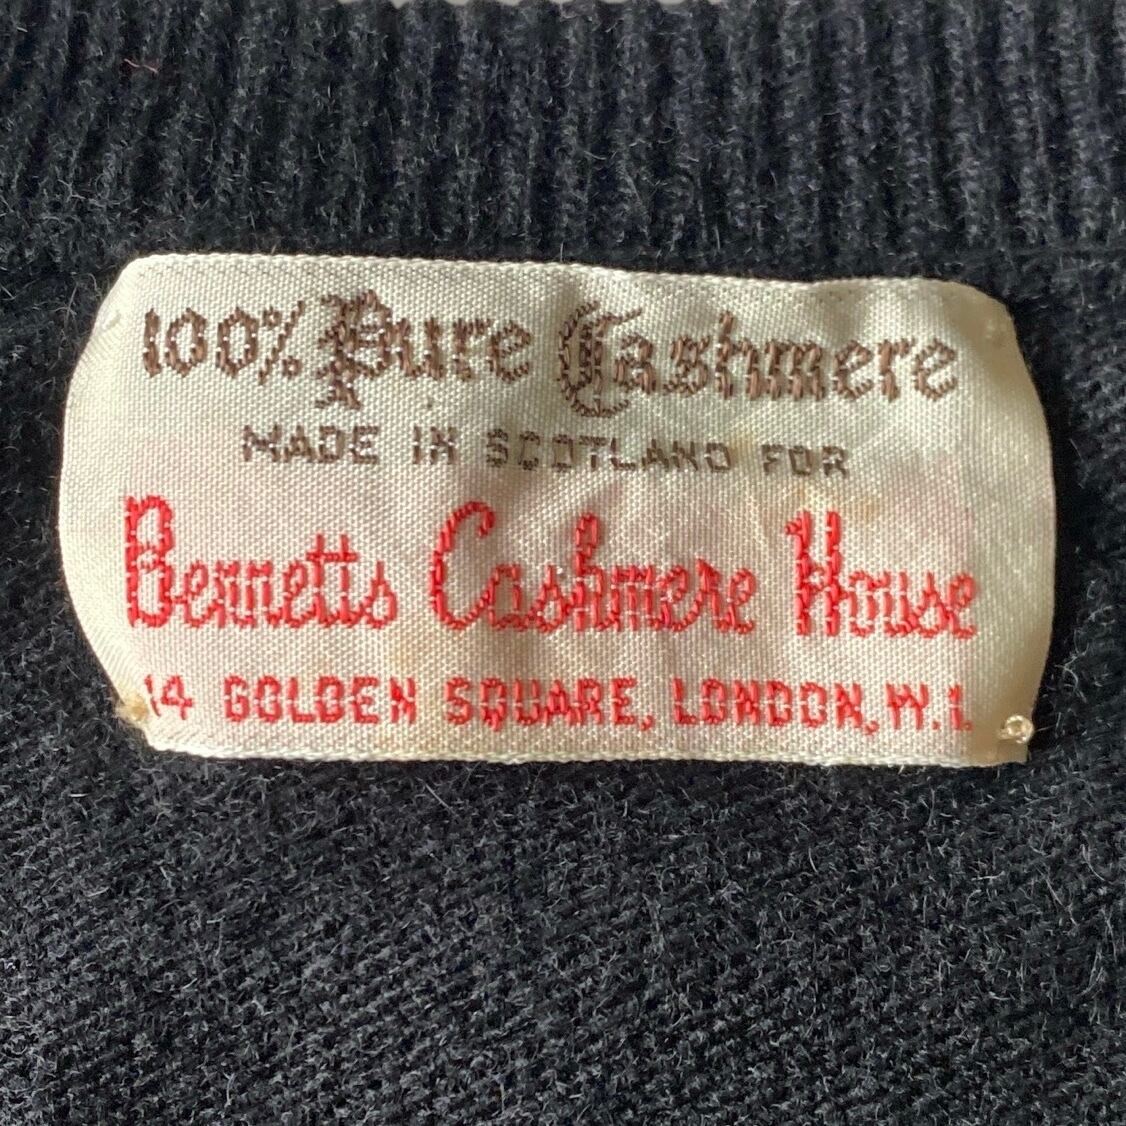 100% Pure Cashmere
MADE IN SCOTLAND FOR
Bennetts Cashmere House
14 GOLDEN SQUARE, LONDON, W.1.